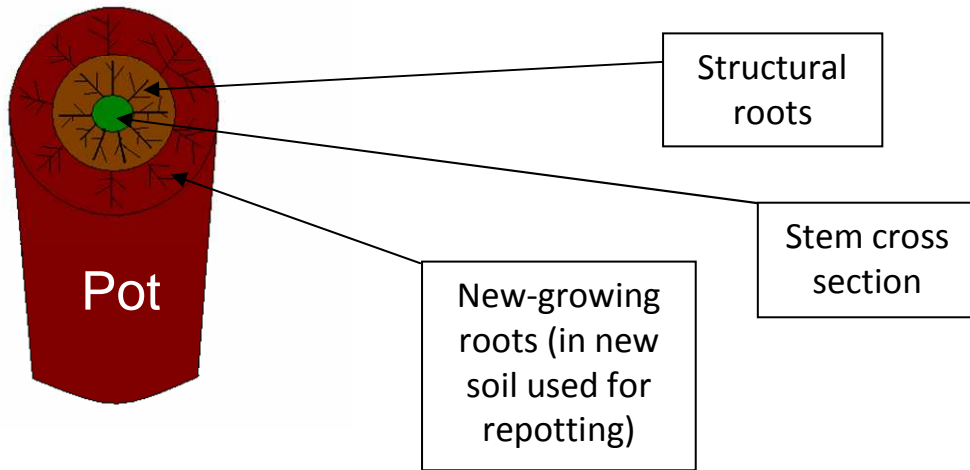 Structural
roots
Stem cross
section
Pot
New-growing
roots (in new
soil used for
repotting)